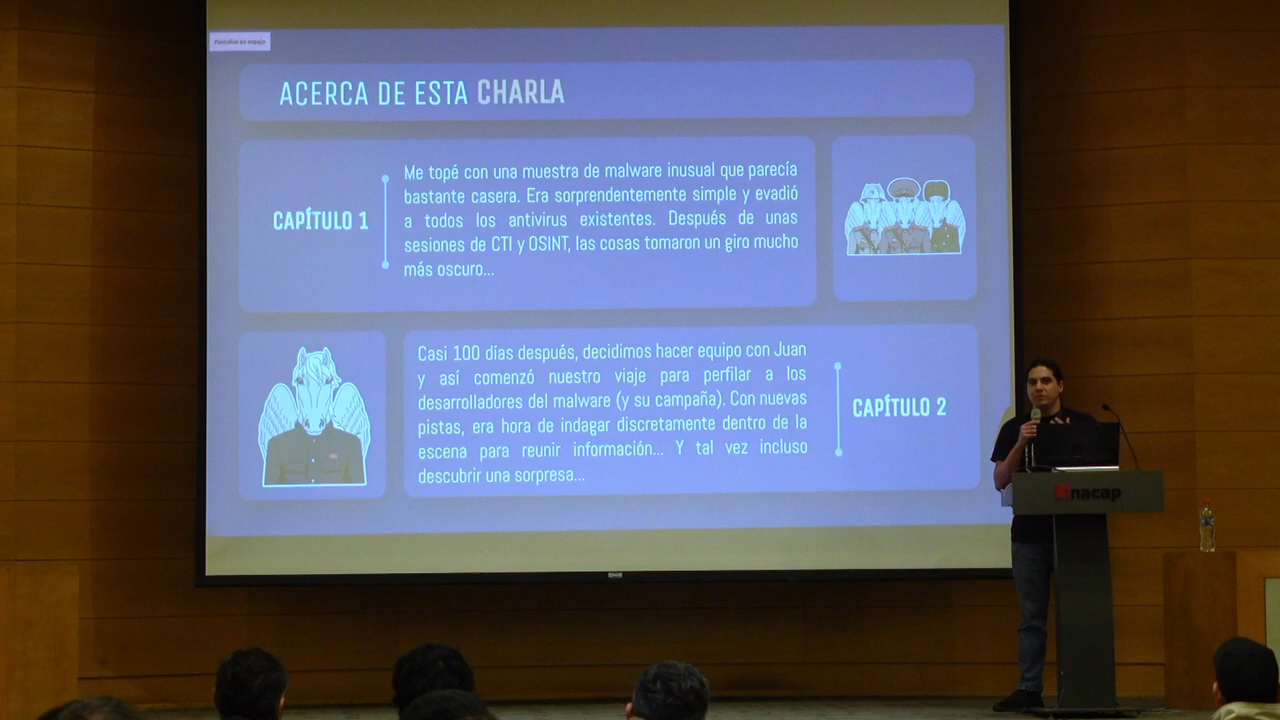 Pantallas en espejo
ACERCA DE ESTA CHARLA
CAPÍTULO 1
Me topé con una muestra de malware inusual que parecía
bastante casera. Era sorprendentemente simple y evadió
a todos los antivirus existentes. Después de unas
sesiones de CTI y OSINT, las cosas tomaron un giro mucho
más oscuro...
Casi 100 días después, decidimos hacer equipo con Juan
y así comenzó nuestro viaje para perfilar a los
desarrolladores del malware (y su campaña). Con nuevas
pistas, era hora de indagar discretamente dentro de la
escena para reunir información... Y tal vez incluso
descubrir una sorpresa...
CAPÍTULO 2
inacap